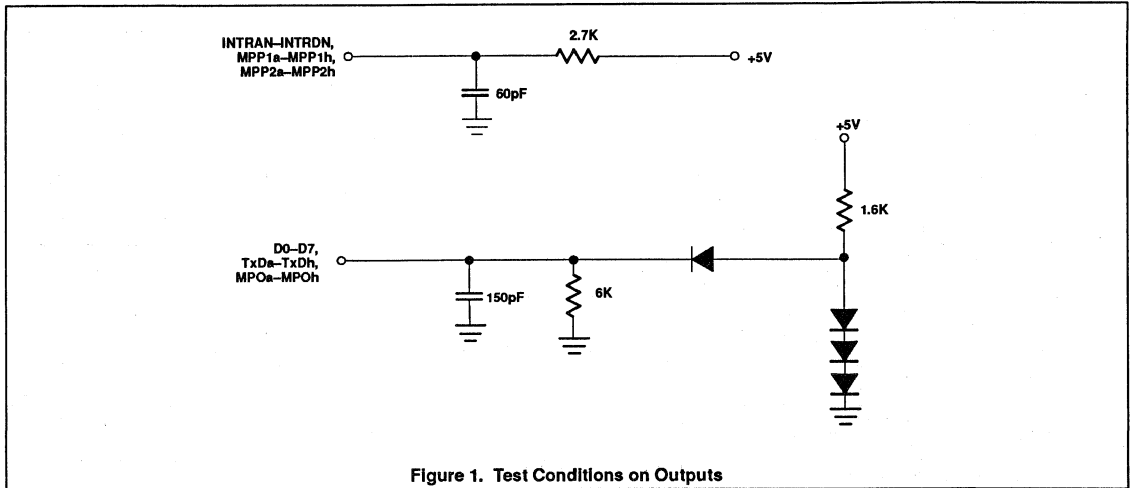 INTRAN–INTRDN,
MPP1a–MPP1h,
MPP2a–MPP2h
2.7K
+5V
60pF
+5V
1.6K
D0–D7,
TxDa–TxDh,
MPOa–MPOh
150pF
6K
Figure 1. Test Conditions on Outputs